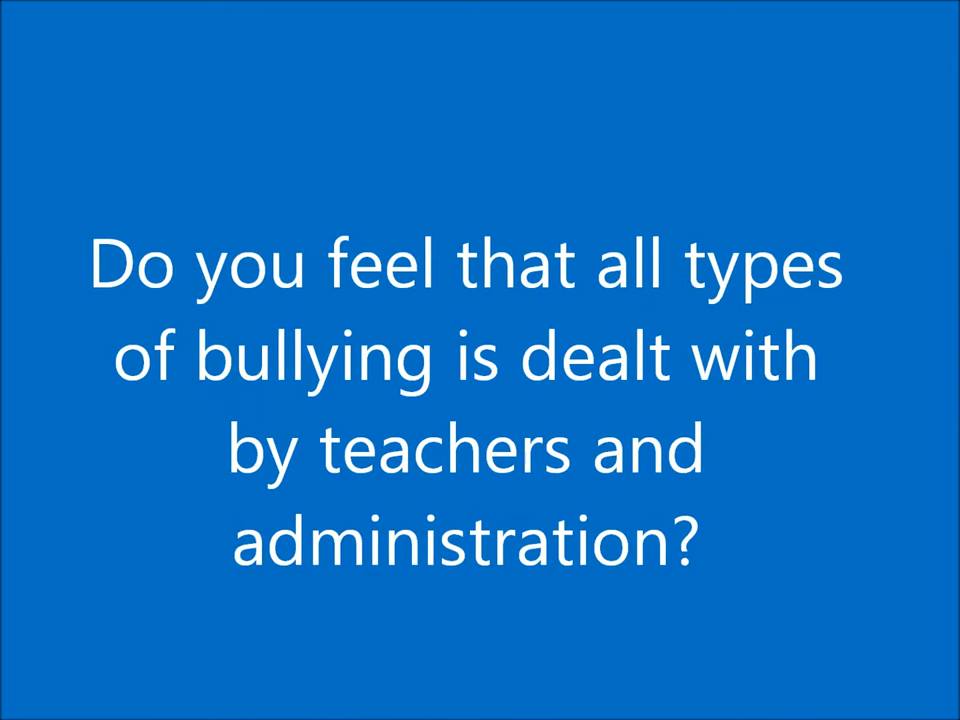 Do you feel that all types
of bullying is dealt with
by teachers and
administration?